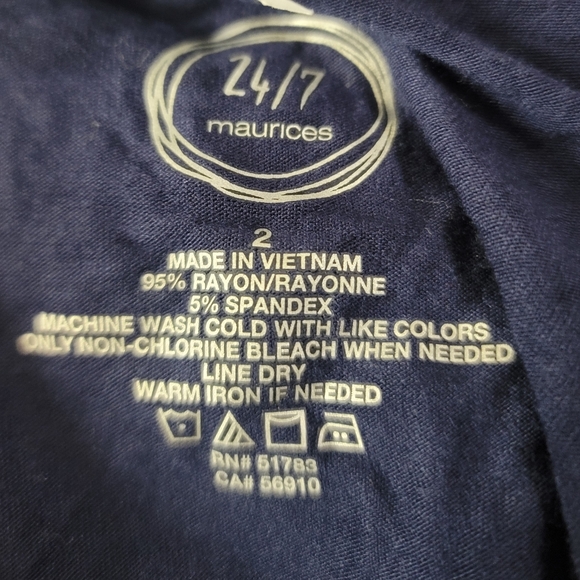 24/7
maurices
2
MADE IN VIETNAM
95% RAYON/RAYONNE
5% SPANDEX
MACHINE WASH COLD WITH LIKE COLORS
ONLY NON-CHLORINE BLEACH WHEN NEEDED
LINE DRY
WARM IRON IF NEEDED
RN# 51783
CA# 56910